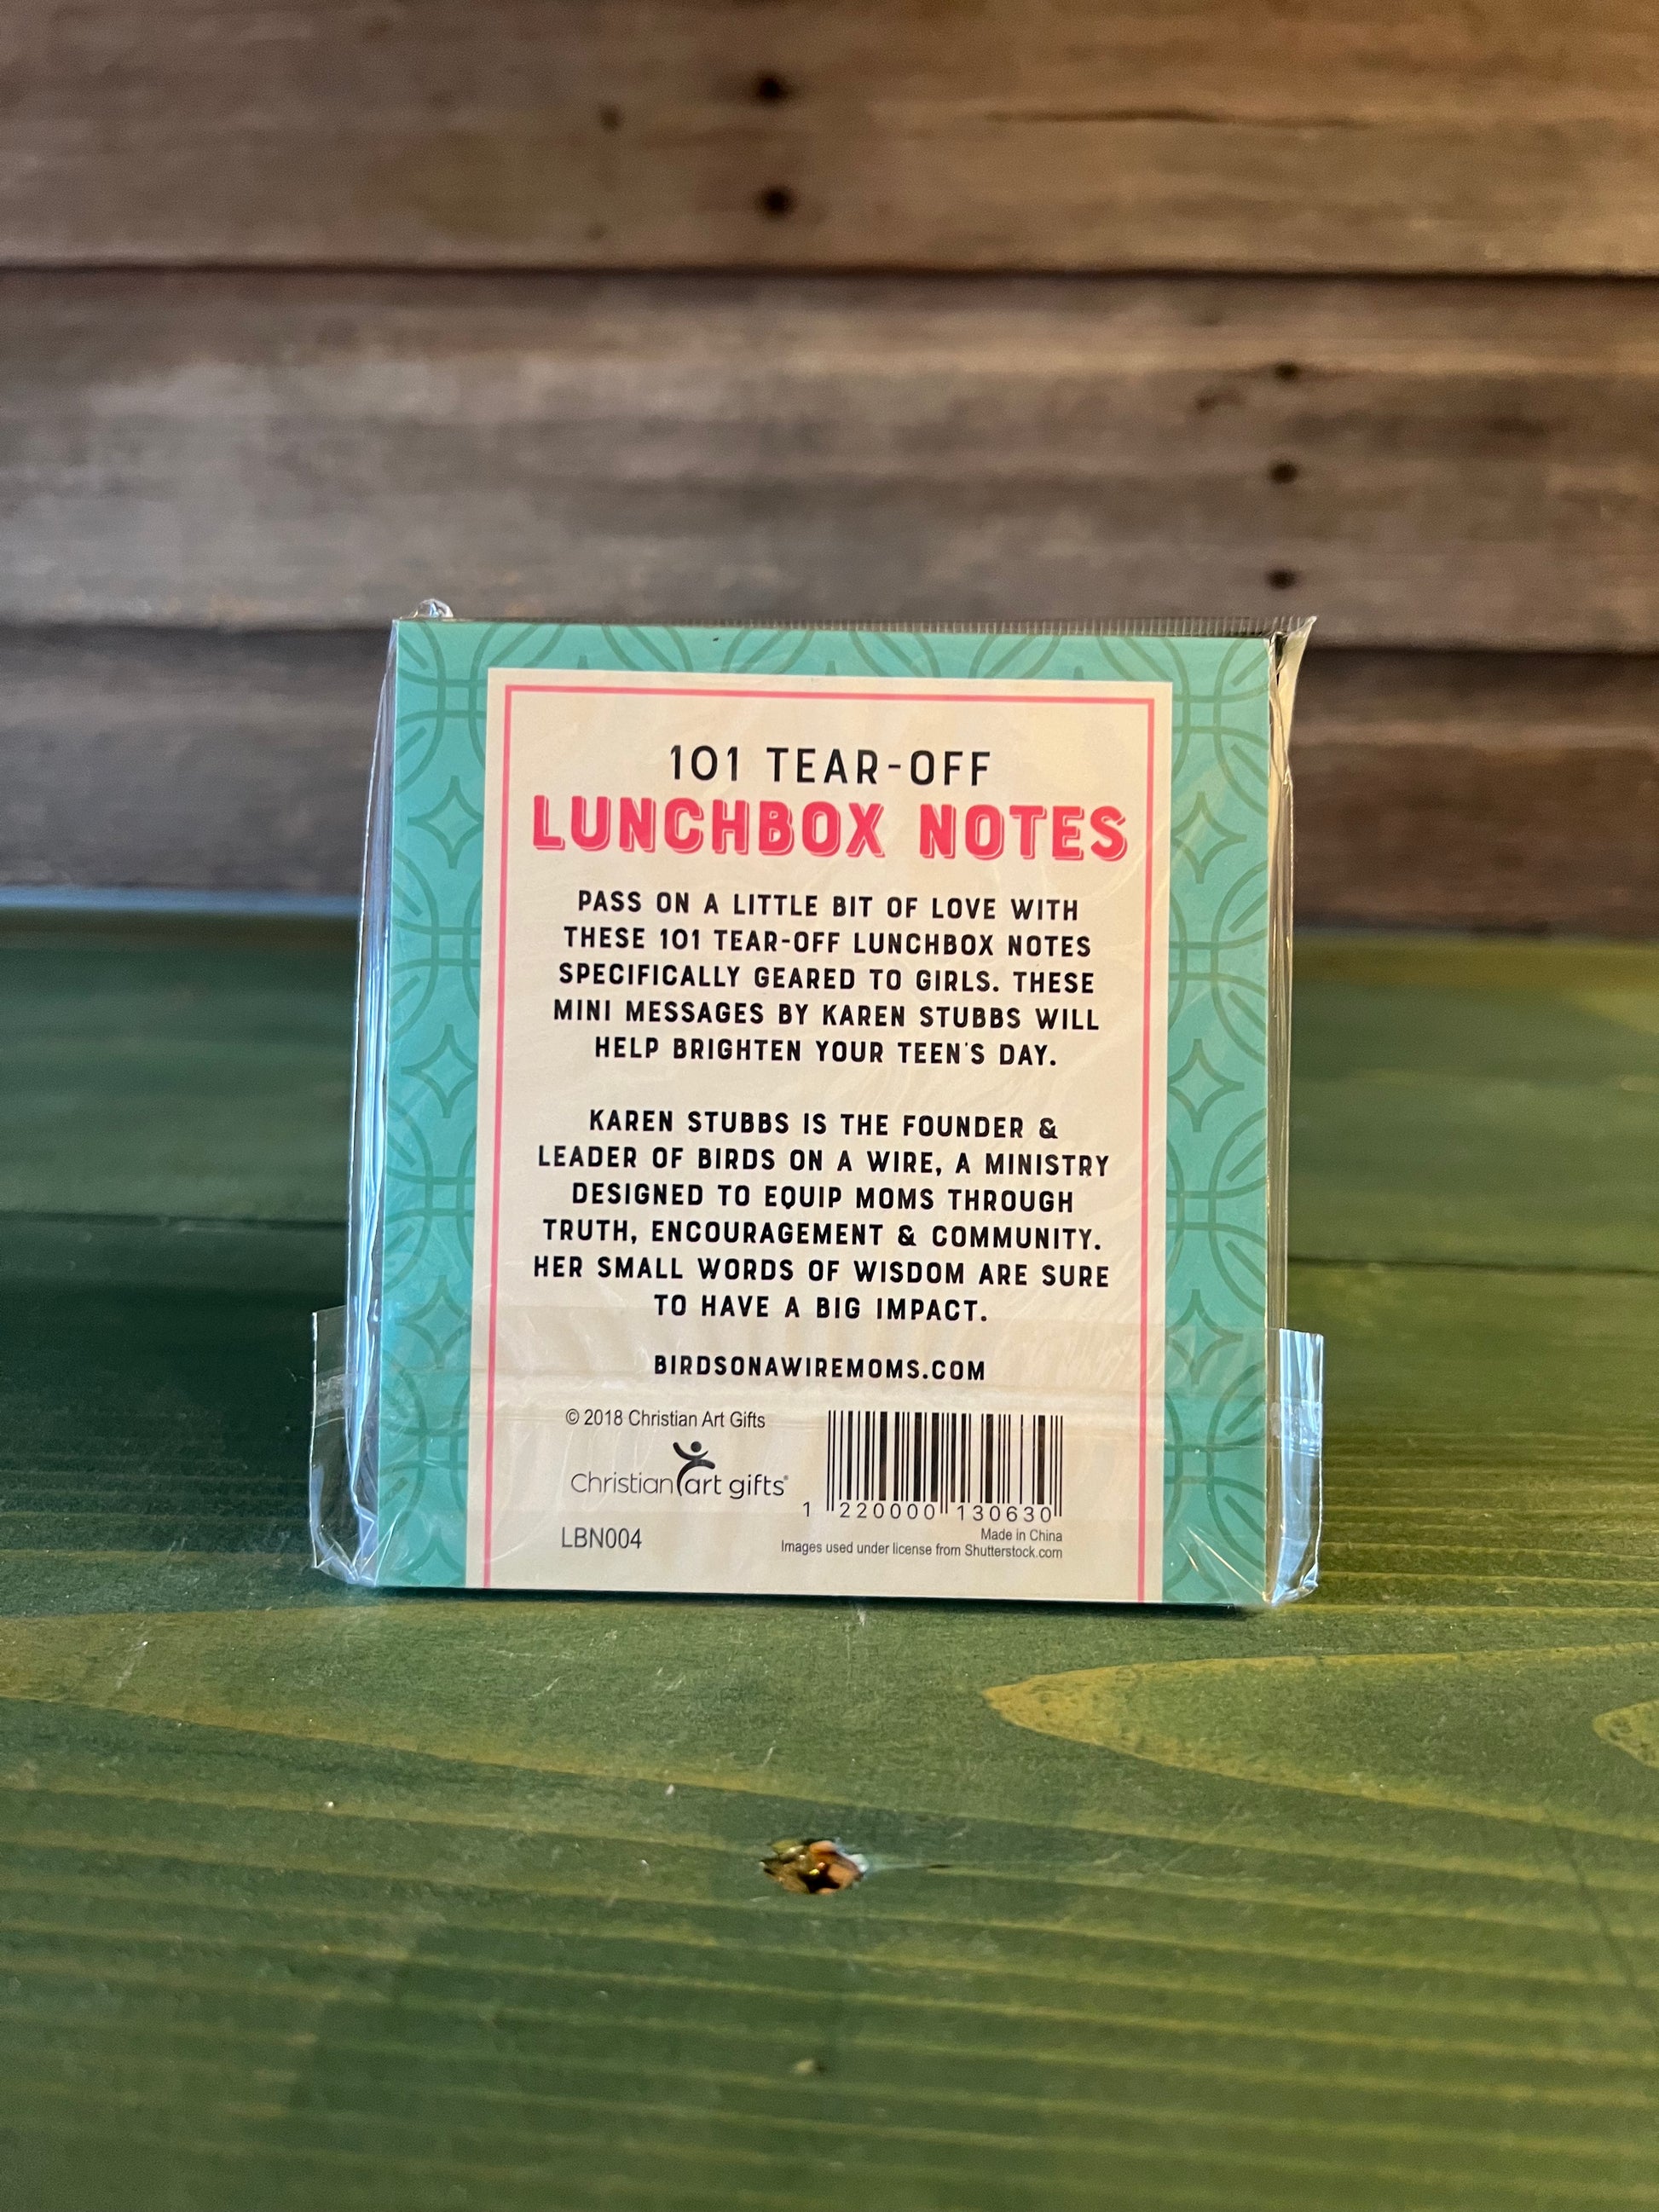 101 TEAR-OFF
LUNCHBOX NOTES
PASS ON A LITTLE BIT OF LOVE WITH
THESE 101 TEAR-OFF LUNCHBOX NOTES
SPECIFICALLY GEARED TO GIRLS. THESE
MINI MESSAGES BY KAREN STUBBS WILL
HELP BRIGHTEN YOUR TEEN'S DAY.
KAREN STUBBS IS THE FOUNDER &
LEADER OF BIRDS ON A WIRE, A MINISTRY
DESIGNED TO EQUIP MOMS THROUGH
TRUTH, ENCOURAGEMENT & COMMUNITY.
HER SMALL WORDS OF WISDOM ARE SURE
TO HAVE A BIG IMPACT.
BIRDSONAWIREMOMS.COM
© 2018 Christian Art Gifts
Christian art gifts®
LBN004
1 220000 130630
Made in China
Images used under license from Shutterstock.com